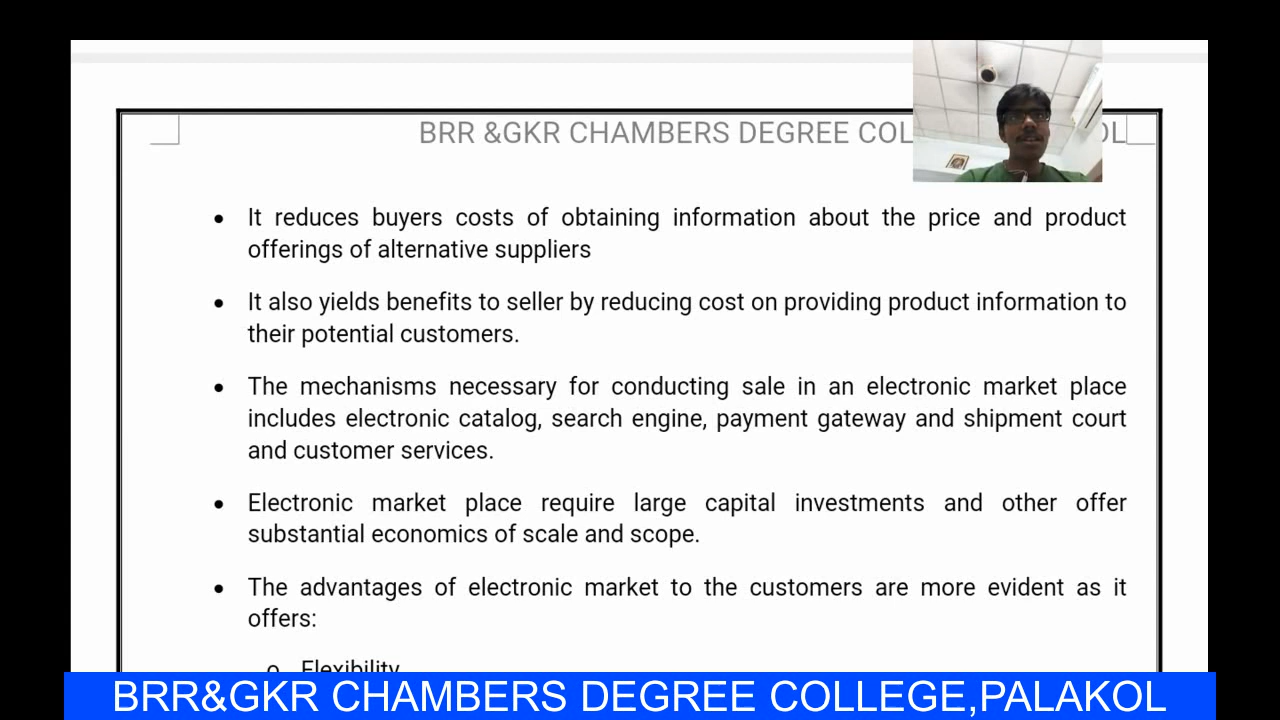 BRR &GKR CHAMBERS DEGREE COL OL
It reduces buyers costs of obtaining information about the price and product
offerings of alternative suppliers
It also yields benefits to seller by reducing cost on providing product information to
their potential customers.
The mechanisms necessary for conducting sale in an electronic market place
includes electronic catalog, search engine, payment gateway and shipment court
and customer services.
Electronic market place require large capital investments and other offer
substantial economics of scale and scope.
The advantages of electronic market to the customers are more evident as it
offers:
Flexibility
BRR&GKR CHAMBERS DEGREE COLLEGE,PALAKOL